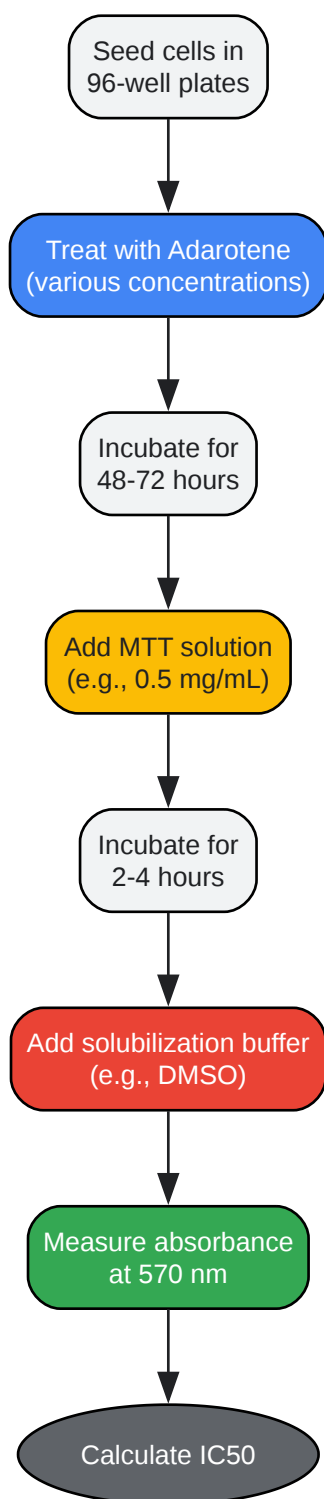 Seed cells in
96-well plates
Treat with Adarotene
(various concentrations)
Incubate for
48-72 hours
Add MTT solution
(e.g., 0.5 mg/mL)
Incubate for
2-4 hours
Add solubilization buffer
(e.g., DMSO)
Measure absorbance
at 570 nm
Calculate IC50